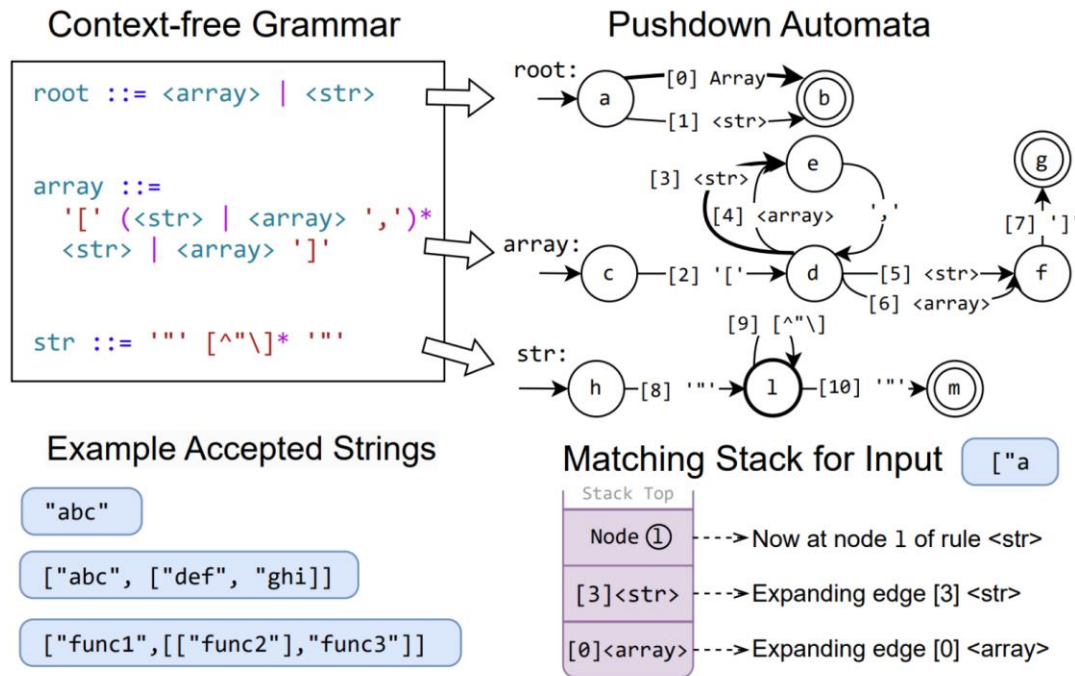 Context-free Grammar
root ::= <array> | <str>
array ::=
'[' (<str> | <array> ',')*
<str> | <array> ']'
str ::= '"' [^"\]* '"'
Pushdown Automata
root:
a
[0] Array
[1] <str>
b
array:
c
[2] '['
d
[3] <str>
[4] <array>
e
','
[5] <str>
[6] <array>
f
[7] ']'
g
str:
h
[8] '"'
[9] [^"\]
l
[10] '"'
m
Example Accepted Strings
"abc"
["abc", ["def", "ghi]]
["func1",[["func2"],"func3"]]
Matching Stack for Input
["a
Stack Top
Node l
Now at node l of rule <str>
[3]<str>
Expanding edge [3] <str>
[0]<array>
Expanding edge [0] <array>